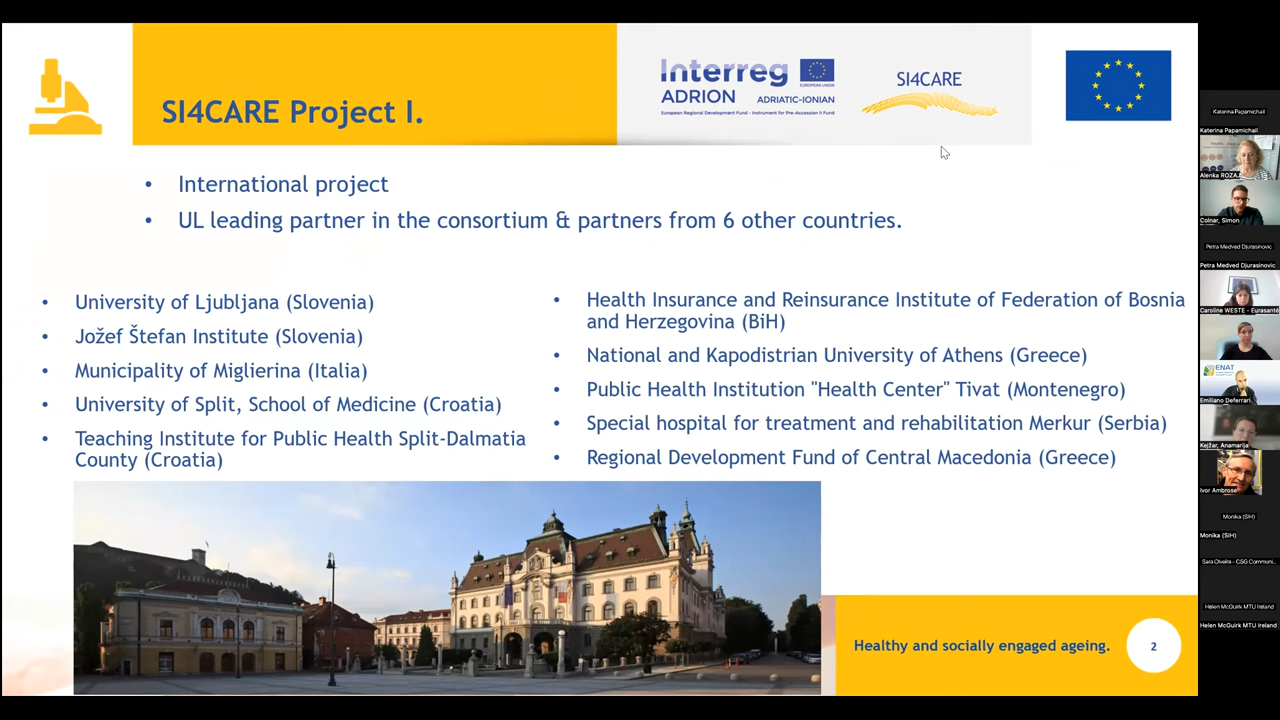 SI4CARE Project I.
Interreg
EUROPEAN UNION
ADRION ADRIATIC-IONIAN
European Regional Development Fund - Instrument for Pre-Accession II Fund
SI4CARE
• International project
• UL leading partner in the consortium & partners from 6 other countries.
• University of Ljubljana (Slovenia)
• Jožef Štefan Institute (Slovenia)
• Municipality of Miglierina (Italia)
• University of Split, School of Medicine (Croatia)
• Teaching Institute for Public Health Split-Dalmatia
County (Croatia)
• Health Insurance and Reinsurance Institute of Federation of Bosnia
and Herzegovina (BiH)
• National and Kapodistrian University of Athens (Greece)
• Public Health Institution "Health Center" Tivat (Montenegro)
• Special hospital for treatment and rehabilitation Merkur (Serbia)
• Regional Development Fund of Central Macedonia (Greece)
Healthy and socially engaged ageing.
2
Katerina Papamichail
Katerina Papamichail
Alenka ROZAJ
Colnar, Simon
Petra Medved Djurasinovic
Petra Medved Djurasinovic
Caroline WESTE - Eurasanté
ENAT
Emiliano Deferrari
Kejžar, Anamarija
Ivor Ambrose
Monika (SIH)
Monika (SIH)
Sara Oliveira - CSG Communi...
Helen McGuirk MTU Ireland
Helen McGuirk MTU Ireland